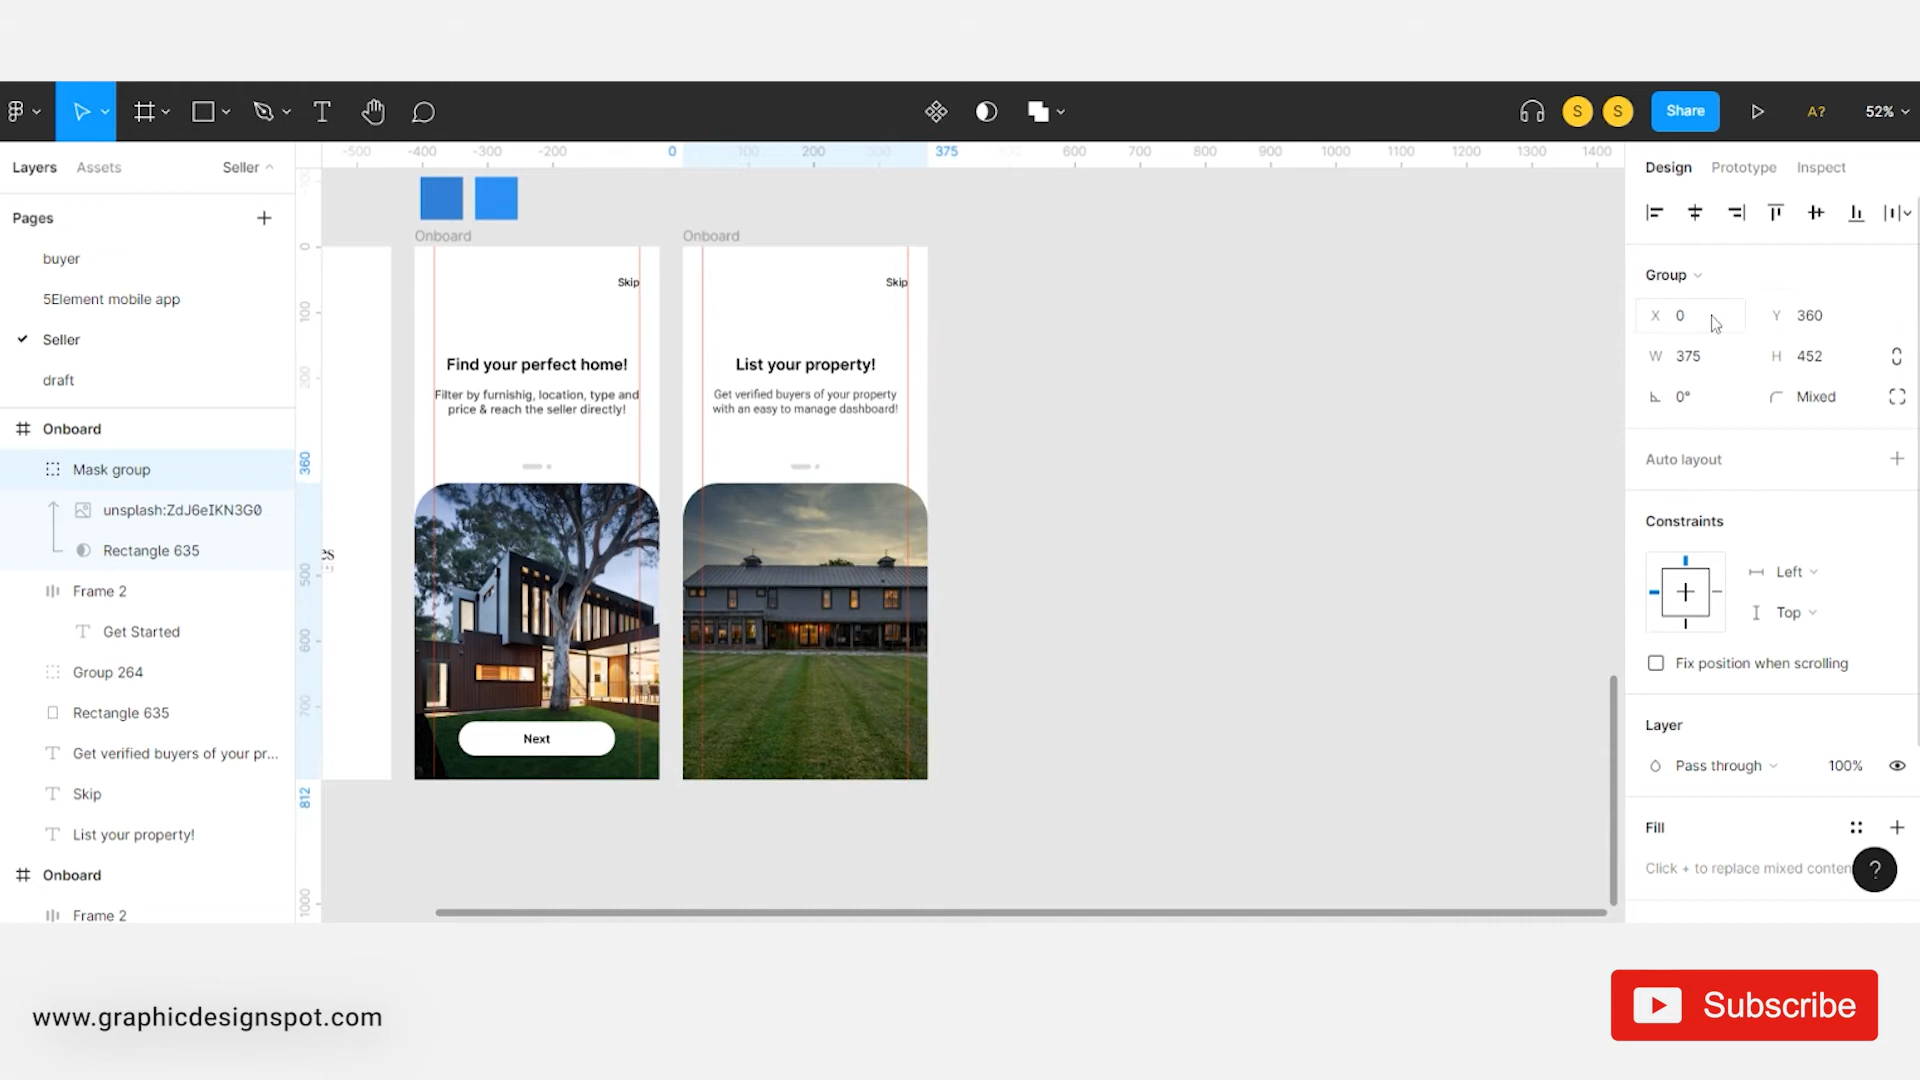 S
S
Share
A?
52%
Layers
Assets
Seller
Pages
buyer
5Element mobile app
Seller
draft
Onboard
Mask group
unsplash:ZdJ6eIKN3G0
Rectangle 635
Frame 2
Get Started
Group 264
Rectangle 635
Get verified buyers of your pr...
Skip
List your property!
Onboard
Frame 2
-500
-400
-300
-200
0
100
200
300
375
600
700
800
900
1000
1100
1200
1300
1400
0
100
200
360
500
600
700
812
1000
es
Onboard
Skip
Find your perfect home!
Filter by furnishig, location, type and
price & reach the seller directly!
Next
Onboard
Skip
List your property!
Get verified buyers of your property
with an easy to manage dashboard!
Design
Prototype
Inspect
Group
X 0
Y 360
W 375
H 452
0°
Mixed
Auto layout
Constraints
Left
Top
Fix position when scrolling
Layer
Pass through
100%
Fill
Click + to replace mixed conten
?
www.graphicdesignspot.com
Subscribe